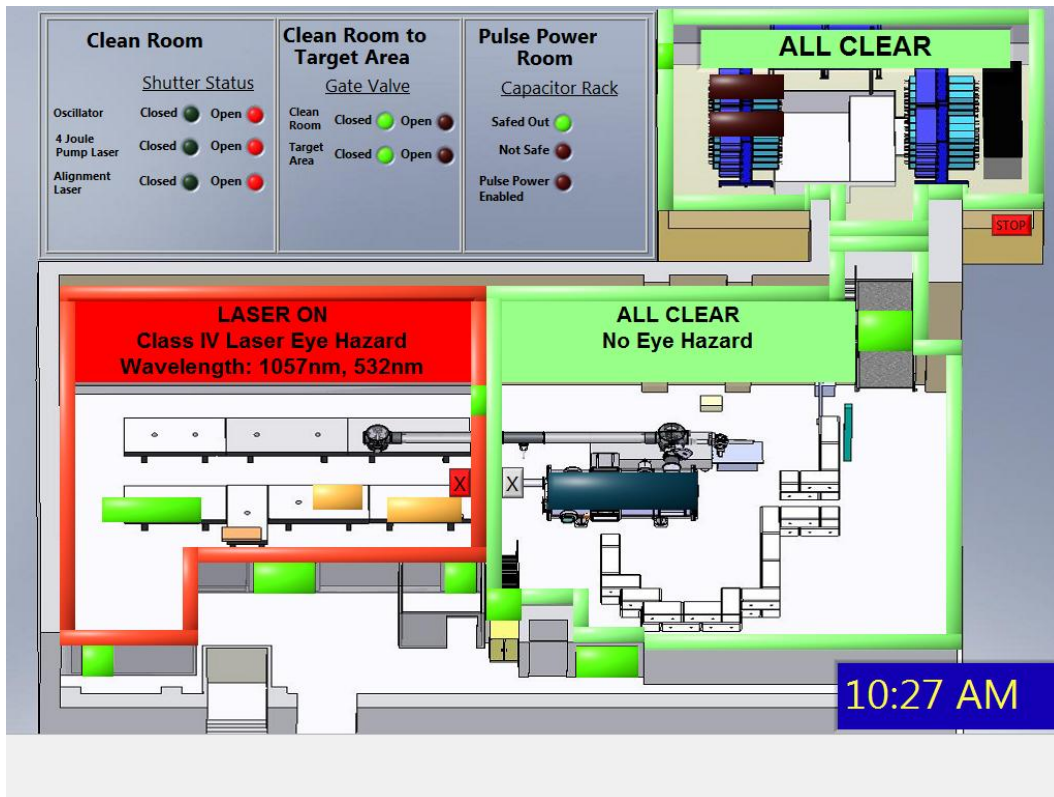 Clean Room
Shutter Status
Oscillator Closed Open
4 Joule
Pump Laser Closed Open
Alignment
Laser Closed Open
Clean Room to
Target Area
Gate Valve
Clean
Room Closed Open
Target
Area Closed Open
Pulse Power
Room
Capacitor Rack
Safed Out
Not Safe
Pulse Power
Enabled
ALL CLEAR
STOP
LASER ON
Class IV Laser Eye Hazard
Wavelength: 1057nm, 532nm
ALL CLEAR
No Eye Hazard
X X
10:27 AM